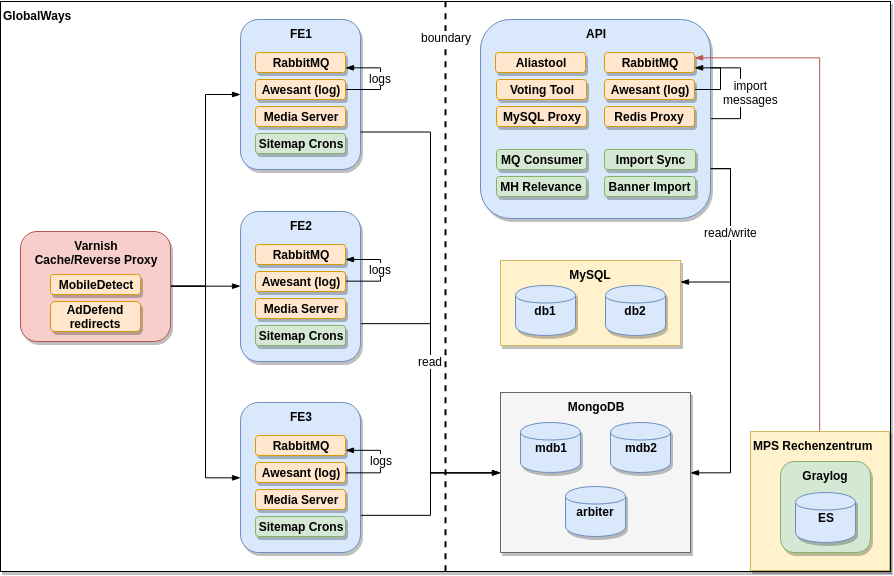 GlobalWays
Varnish
Cache/Reverse Proxy
MobileDetect
AdDefend
redirects
FE1
RabbitMQ
Awesant (log)
Media Server
Sitemap Crons
logs
FE2
RabbitMQ
Awesant (log)
Media Server
Sitemap Crons
logs
FE3
RabbitMQ
Awesant (log)
Media Server
Sitemap Crons
logs
read
boundary
API
Aliastool
RabbitMQ
Voting Tool
Awesant (log)
MySQL Proxy
Redis Proxy
MQ Consumer
Import Sync
MH Relevance
Banner Import
import
messages
read/write
MySQL
db1
db2
MongoDB
mdb1
mdb2
arbiter
MPS Rechenzentrum
Graylog
ES